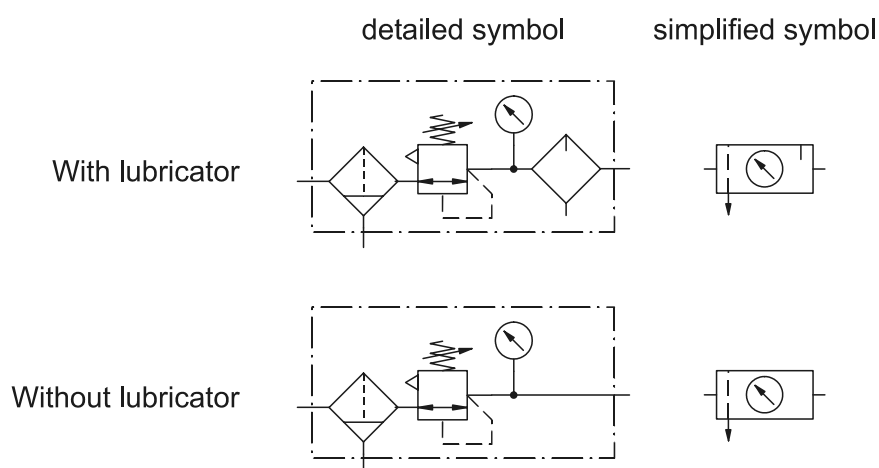 detailed symbol simplified symbol
With lubricator
Without lubricator